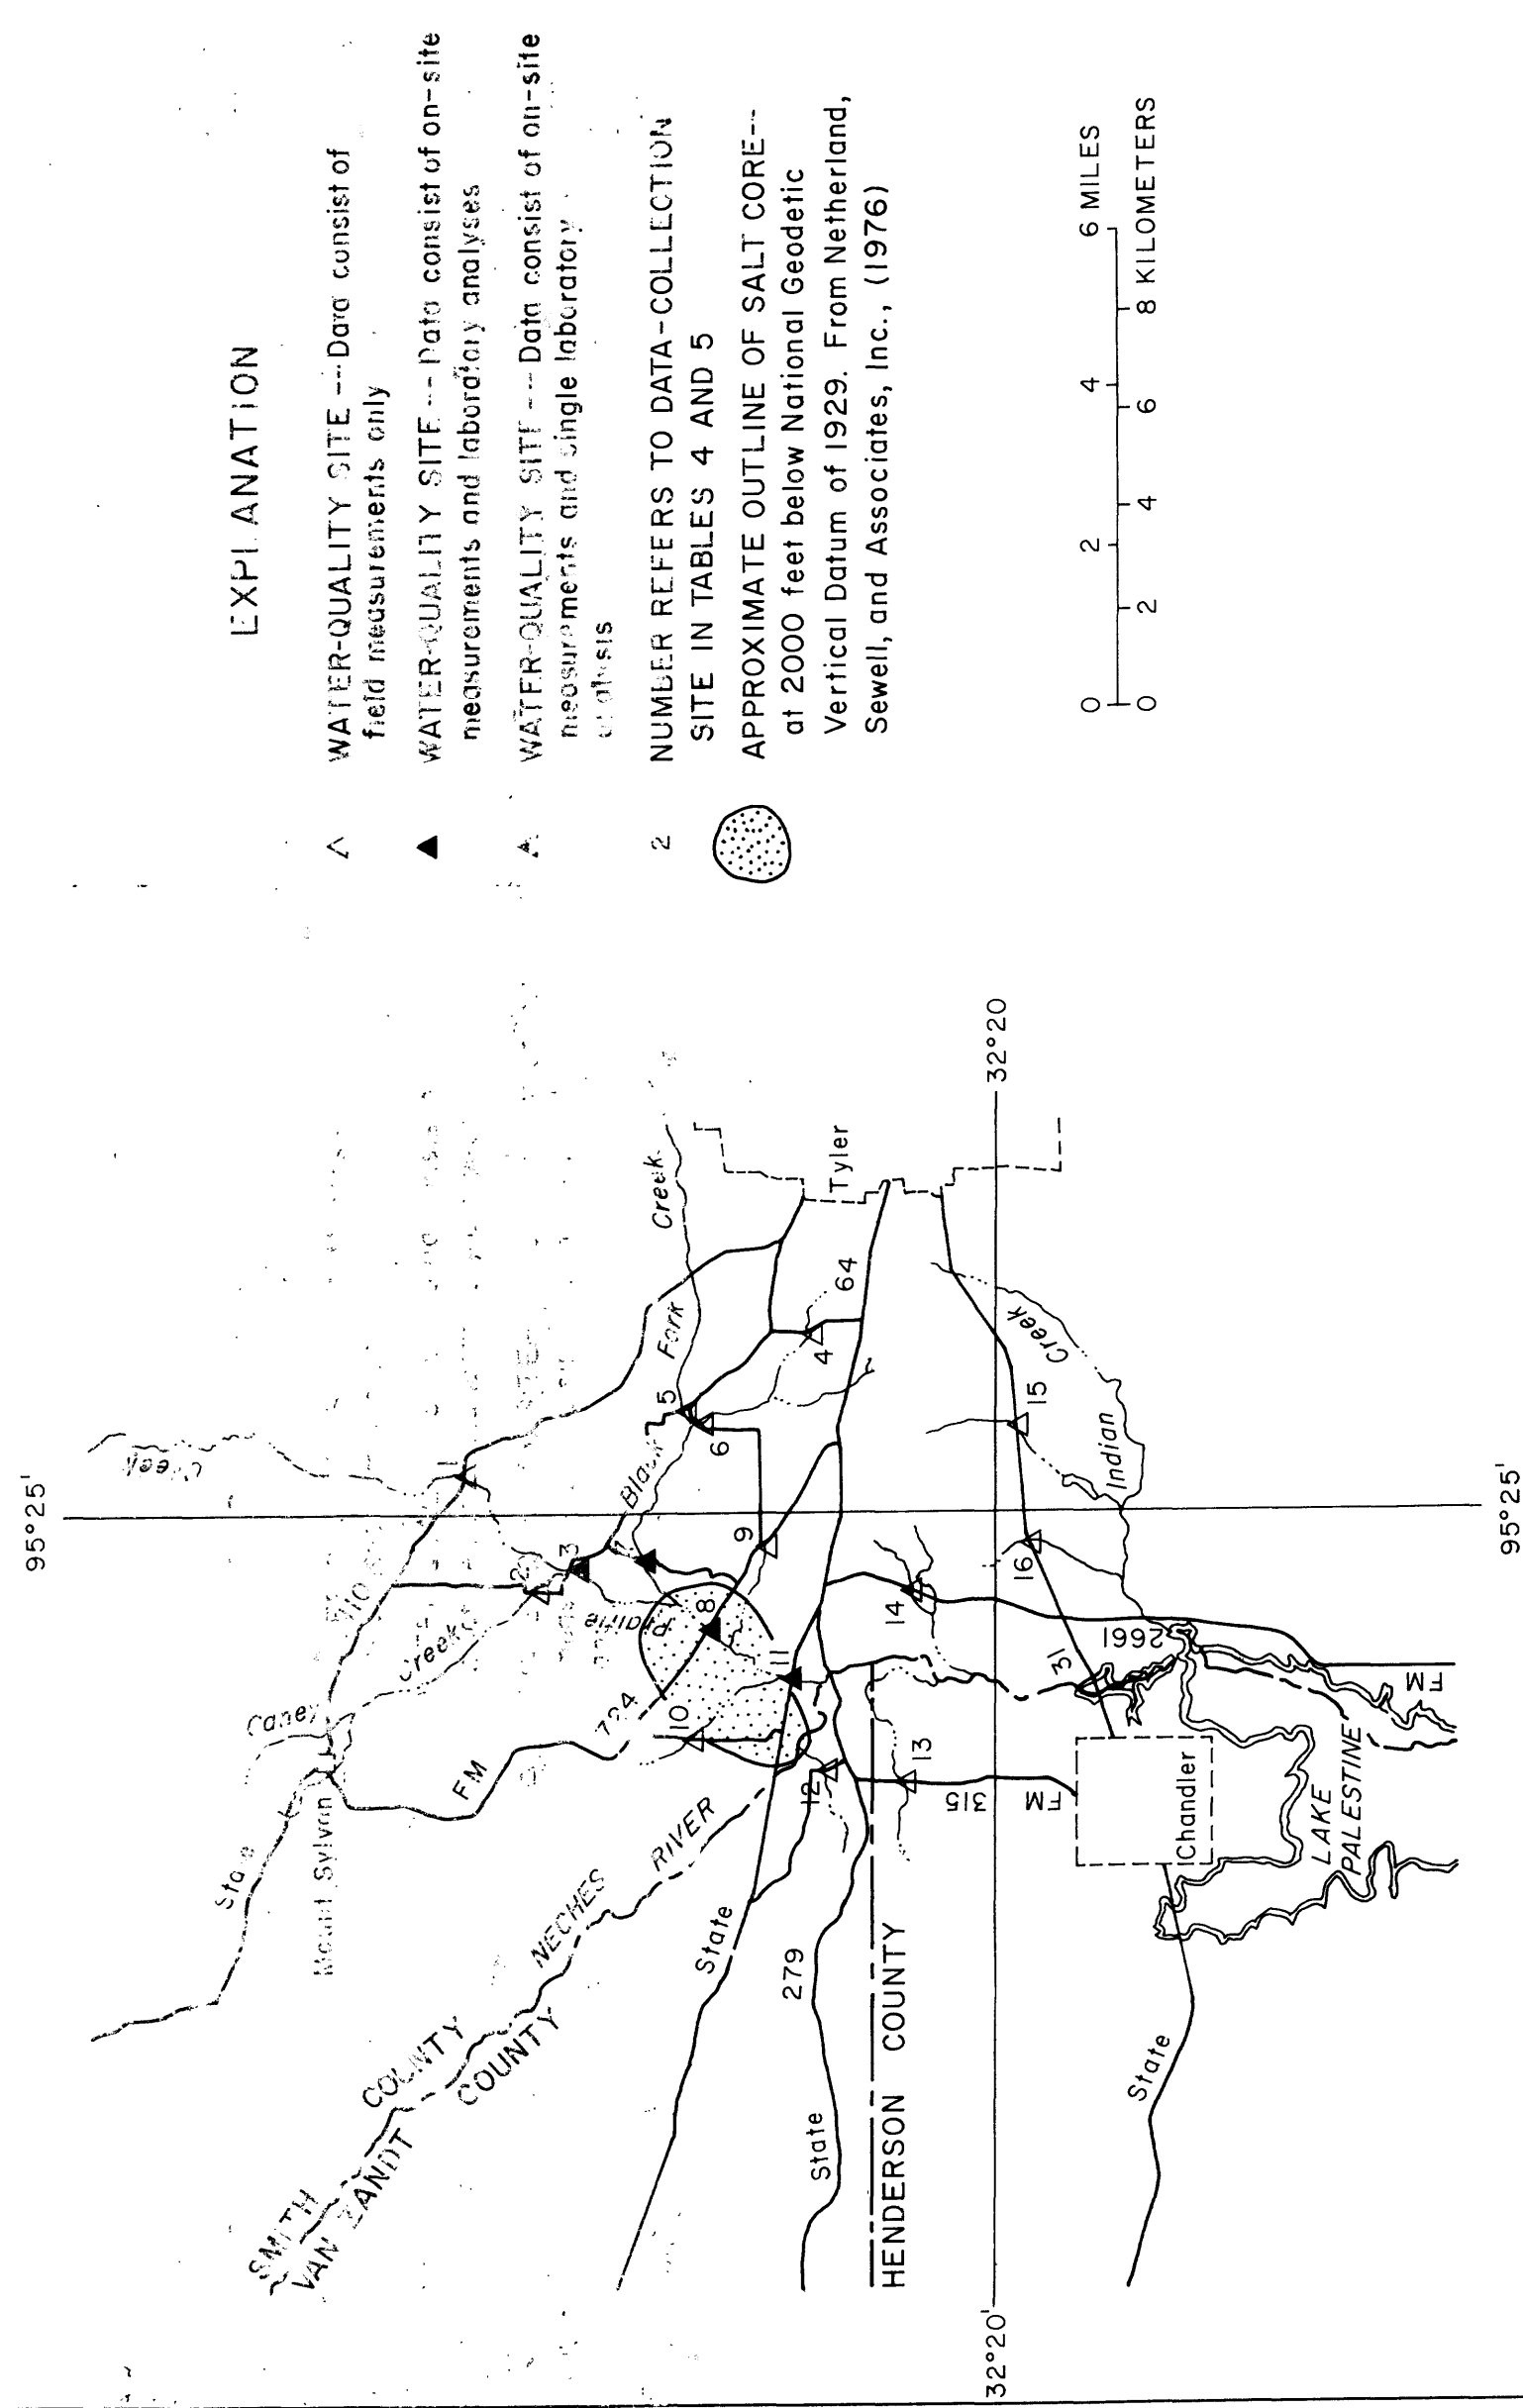 EXPLANATION
WATER-QUALITY SITE -- Data consist of
field measurements only
WATER-QUALITY SITE -- Data consist of on-site
measurements and laboratory analyses
WATER-QUALITY SITE -- Data consist of on-site
measurements and single laboratory
analysis
2 NUMBER REFERS TO DATA-COLLECTION
SITE IN TABLES 4 AND 5
APPROXIMATE OUTLINE OF SALT CORE--
at 2000 feet below National Geodetic
Vertical Datum of 1929. From Netherland,
Sewell, and Associates, Inc., (1976)
0 2 4 6 MILES
0 2 4 6 8 KILOMETERS
95°25'
95°25'
32°20'
32°20
SMITH COUNTY
VAN ZANDT COUNTY
NECHES RIVER
HENDERSON COUNTY
State
Mount Sylvan
Caney
Creek
Creek
Prairie
FM
724
110
1
2
3
Black Fork Creek
5
6
7
8
9
10
11
12
13
14
15
16
4
64
Tyler
State
State
279
315
FM
State
31
2661
FM
Chandler
LAKE
PALESTINE
Indian Creek